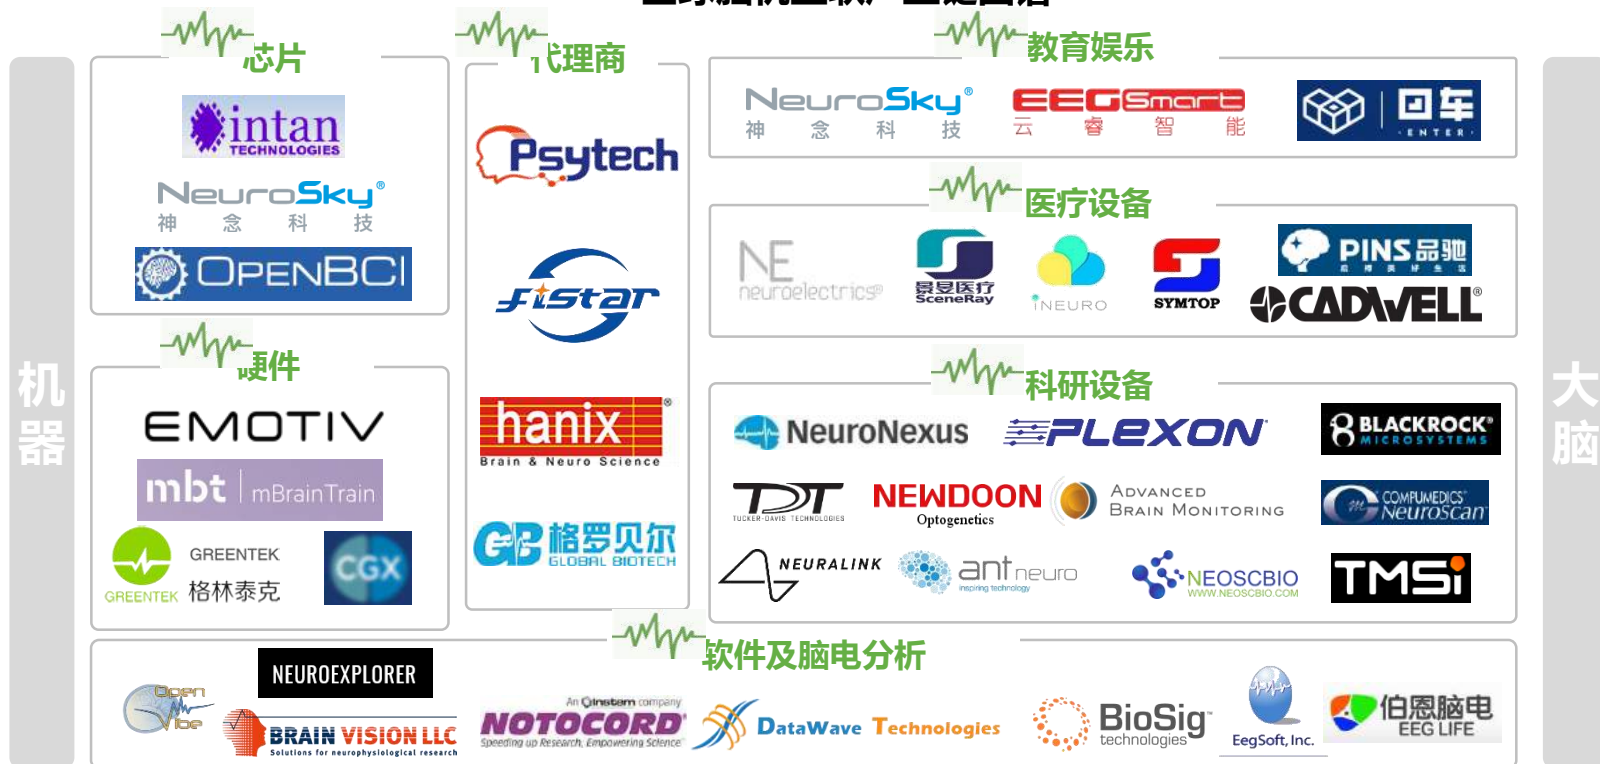 芯片
intan
TECHNOLOGIES
NeuroSky®
神念科技
OPENBCI
代理商
Psytech
fistar
hanix®
Brain & Neuro Science
GB 格罗贝尔
GLOBAL BIOTECH
教育娱乐
NeuroSky®
神念科技
EEGSmart
云睿智能
回车
·ENTER·
医疗设备
NE
neuroelectrics®
景昱医疗
SceneRay
iNEURO
SYMTOP
PINS 品驰
CADWELL®
硬件
EMOTIV
mbt | mBrainTrain
GREENTEK
GREENTEK
格林泰克
CGX
科研设备
NeuroNexus
PLEXON
BLACKROCK®
MICROSYSTEMS
TDT
TUCKER-DAVIS TECHNOLOGIES
NEWDOON
Optogenetics
ADVANCED
BRAIN MONITORING
COMPUMEDICS®
NeuroScan
NEURALINK
ant neuro
inspiring technology
NEOSCBIO
WWW.NEOSCBIO.COM
TMSi
软件及脑电分析
Open
Vibe
NEUROEXPLORER
BRAIN VISION LLC
Solutions for neurophysiological research
An Instem company
NOTOCORD®
Speeding up Research, Empowering Science
DataWave Technologies
BioSig™
technologies
EegSoft, Inc.
伯恩脑电
EEG LIFE
机器
大脑